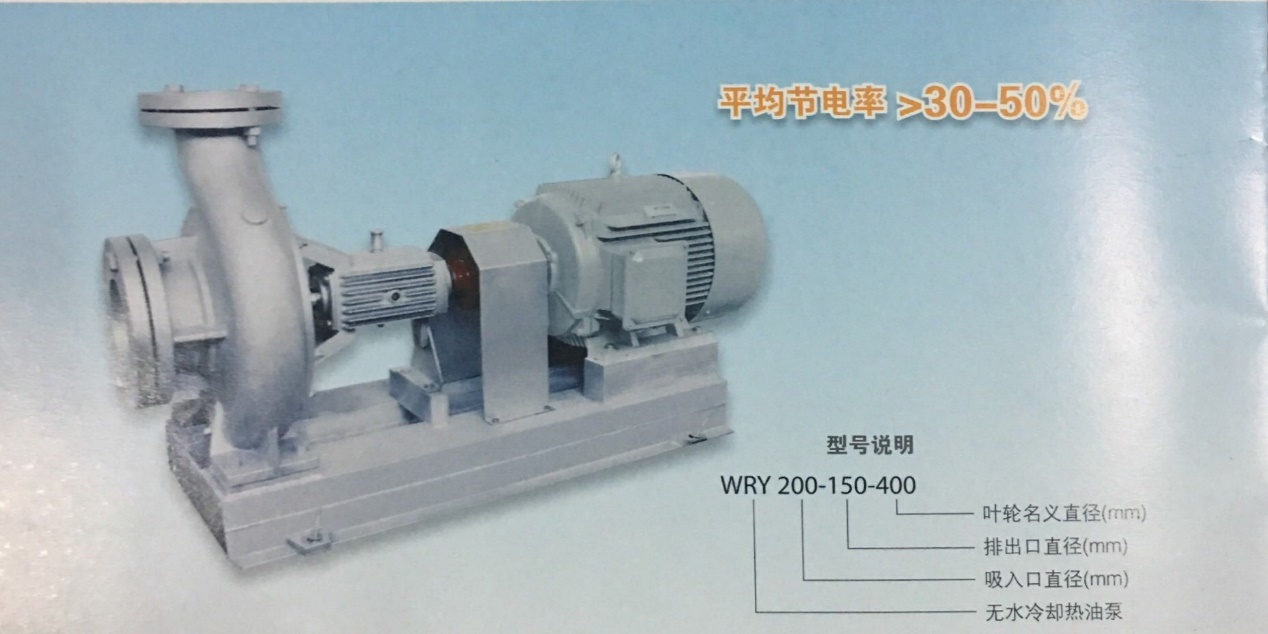 平均节电率 >30-50%
型号说明
WRY 200-150-400
叶轮名义直径(mm)
排出口直径(mm)
吸入口直径(mm)
无水冷却热油泵